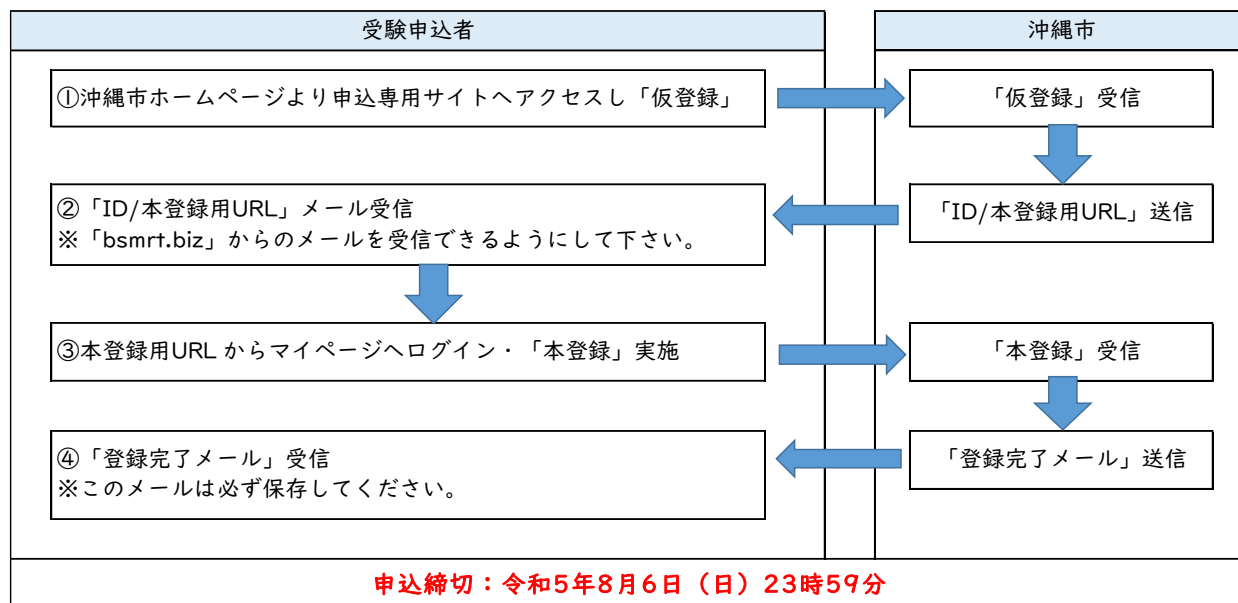 受験申込者
沖縄市
①沖縄市ホームページより申込専用サイトへアクセスし「仮登録」
「仮登録」受信
②「ID/本登録用URL」メール受信
※「bsmrt.biz」からのメールを受信できるようにして下さい。
「ID/本登録用URL」送信
③本登録用URL からマイページへログイン・「本登録」実施
「本登録」受信
④「登録完了メール」受信
※このメールは必ず保存してください。
「登録完了メール」送信
申込締切：令和5年8月6日（日）23時59分